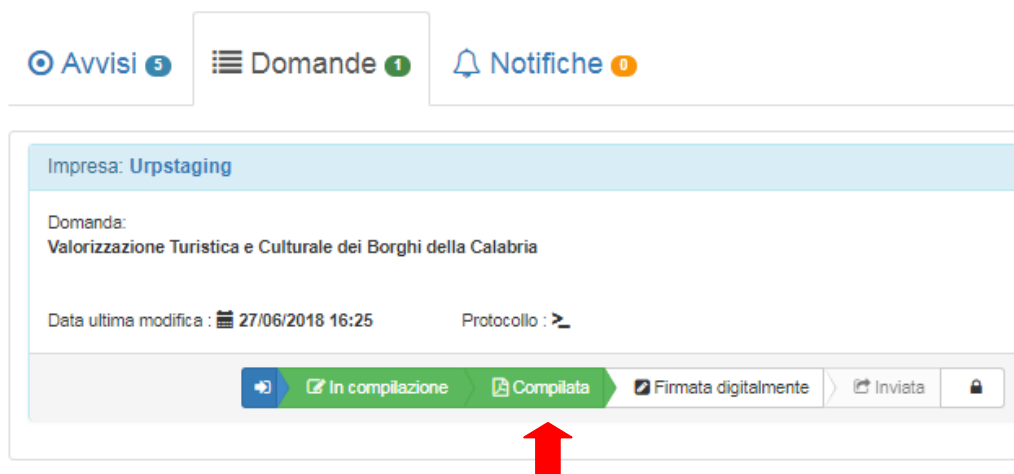 Avvisi 5 Domande 1 Notifiche 0
Impresa: Urpstaging
Domanda:
Valorizzazione Turistica e Culturale dei Borghi della Calabria
Data ultima modifica : 27/06/2018 16:25 Protocollo :
In compilazione Compilata Firmata digitalmente Inviata